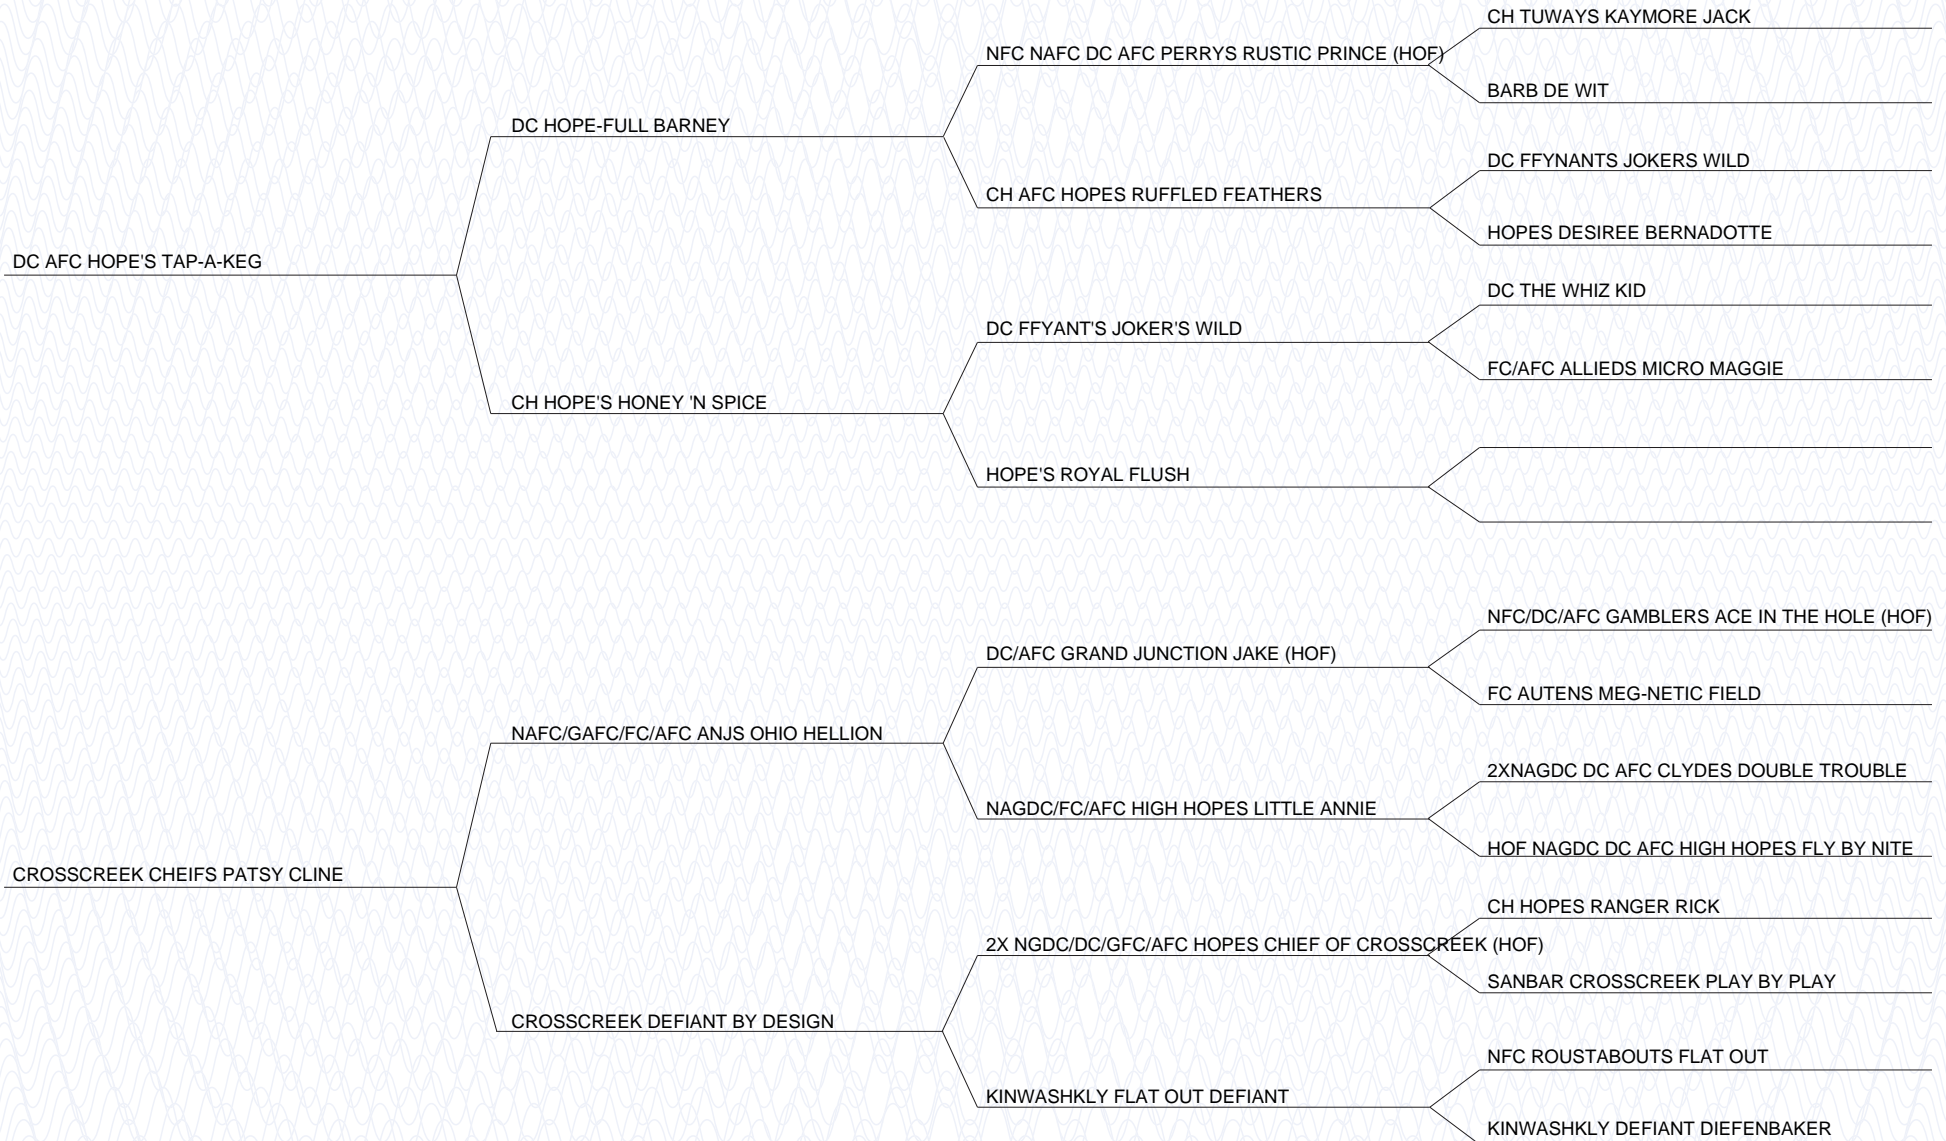 CH TUWAYS KAYMORE JACK
NFC NAFC DC AFC PERRYS RUSTIC PRINCE (HOF)
BARB DE WIT
DC HOPE-FULL BARNEY
DC FFYNANTS JOKERS WILD
CH AFC HOPES RUFFLED FEATHERS
HOPES DESIREE BERNADOTTE
DC AFC HOPE'S TAP-A-KEG
DC THE WHIZ KID
DC FFYANT'S JOKER'S WILD
FC/AFC ALLIEDS MICRO MAGGIE
CH HOPE'S HONEY 'N SPICE
HOPE'S ROYAL FLUSH
NFC/DC/AFC GAMBLERS ACE IN THE HOLE (HOF)
DC/AFC GRAND JUNCTION JAKE (HOF)
FC AUTENS MEG-NETIC FIELD
NAFC/GAFC/FC/AFC ANJS OHIO HELLION
2XNAGDC DC AFC CLYDES DOUBLE TROUBLE
NAGDC/FC/AFC HIGH HOPES LITTLE ANNIE
HOF NAGDC DC AFC HIGH HOPES FLY BY NITE
CROSSCREEK CHEIFS PATSY CLINE
CH HOPES RANGER RICK
2X NGDC/DC/GFC/AFC HOPES CHIEF OF CROSSCREEK (HOF)
SANBAR CROSSCREEK PLAY BY PLAY
CROSSCREEK DEFIANT BY DESIGN
NFC ROUSTABOUTS FLAT OUT
KINWASHKLY FLAT OUT DEFIANT
KINWASHKLY DEFIANT DIEFENBAKER